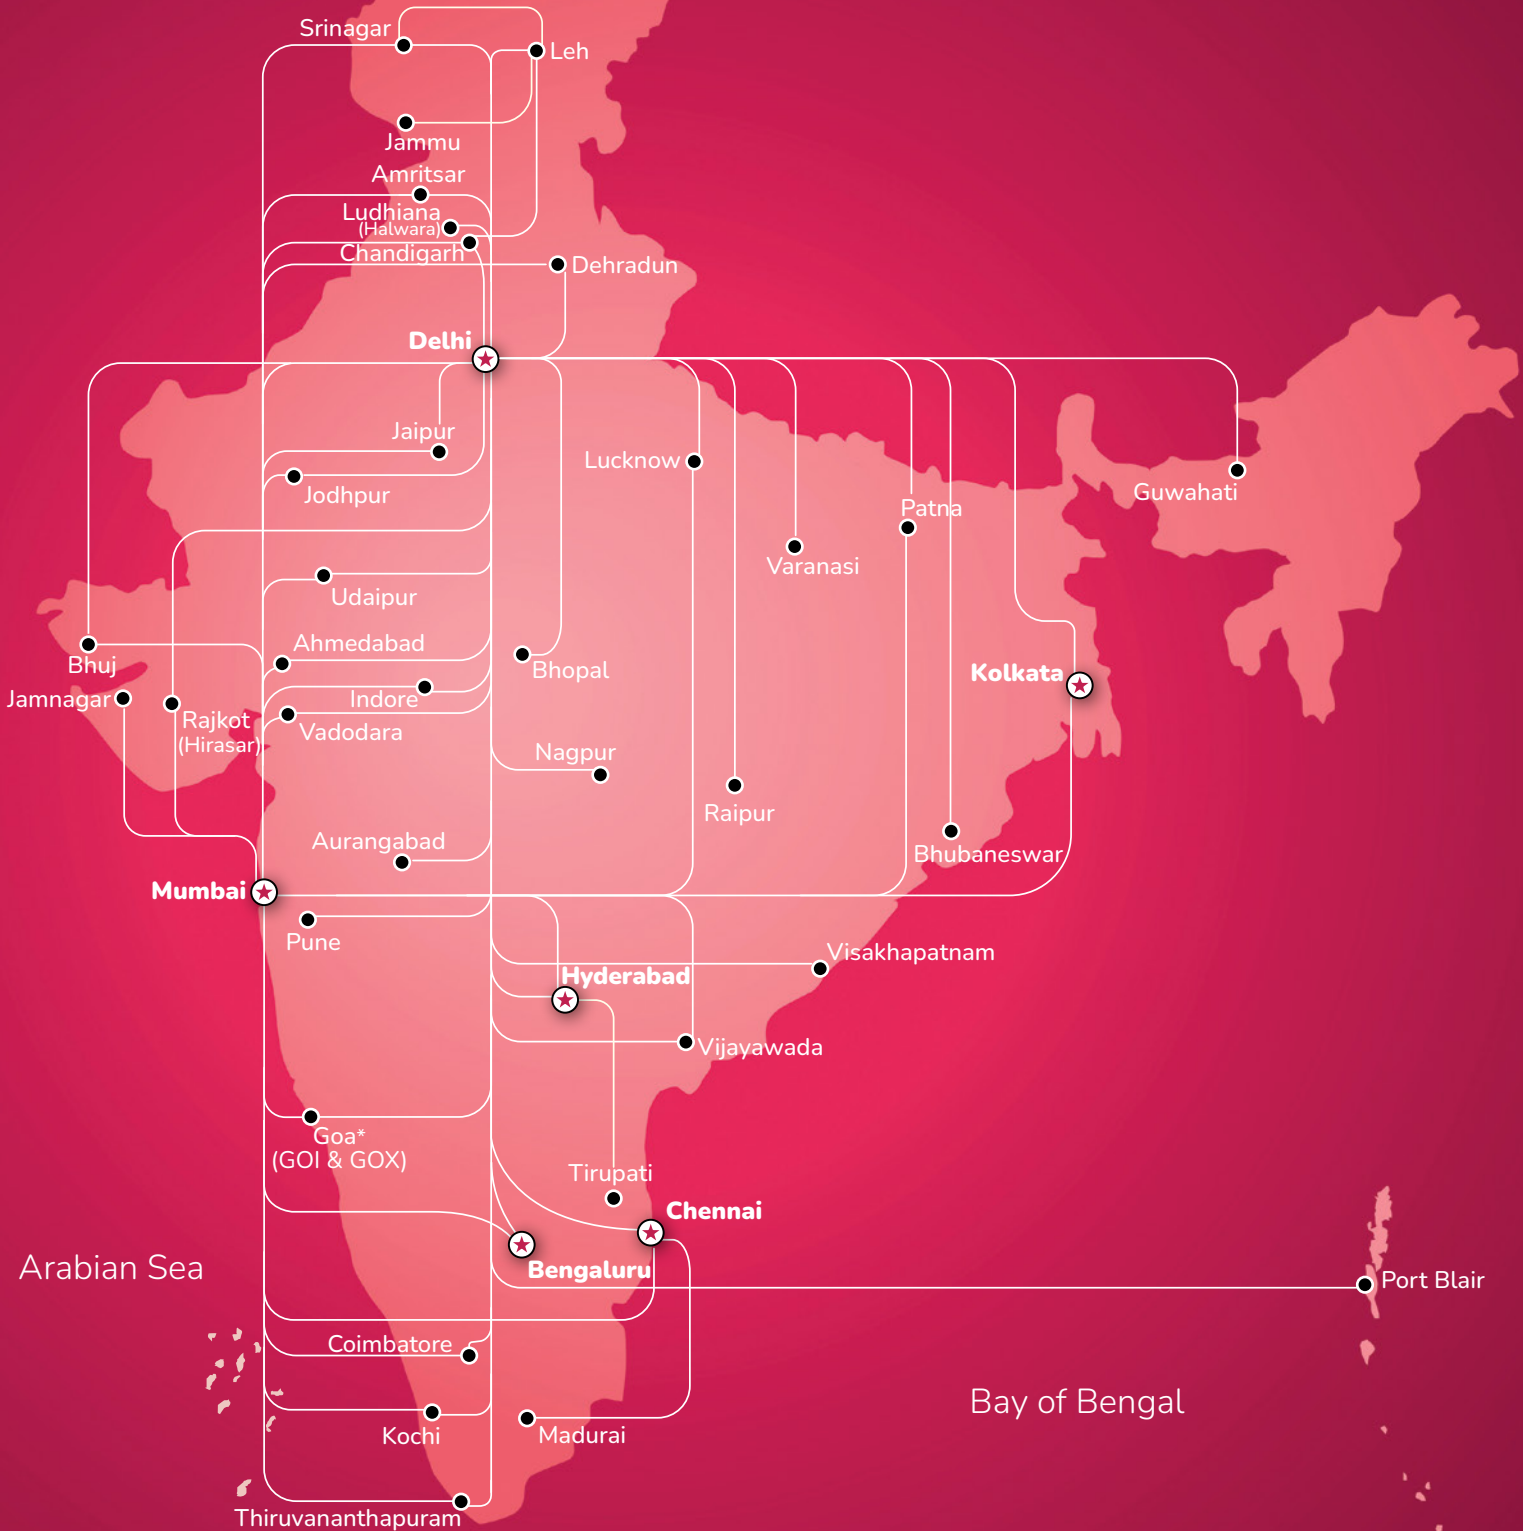 Srinagar
Leh
Jammu
Amritsar
Ludhiana
(Halwara)
Chandigarh
Dehradun
Delhi
Jaipur
Lucknow
Jodhpur
Guwahati
Patna
Varanasi
Udaipur
Ahmedabad
Bhuj
Bhopal
Kolkata
Jamnagar
Indore
Rajkot
(Hirasar)
Vadodara
Nagpur
Raipur
Aurangabad
Bhubaneswar
Mumbai
Pune
Visakhapatnam
Hyderabad
Vijayawada
Goa*
(GOI & GOX)
Tirupati
Chennai
Arabian Sea
Bengaluru
Port Blair
Coimbatore
Bay of Bengal
Kochi
Madurai
Thiruvananthapuram